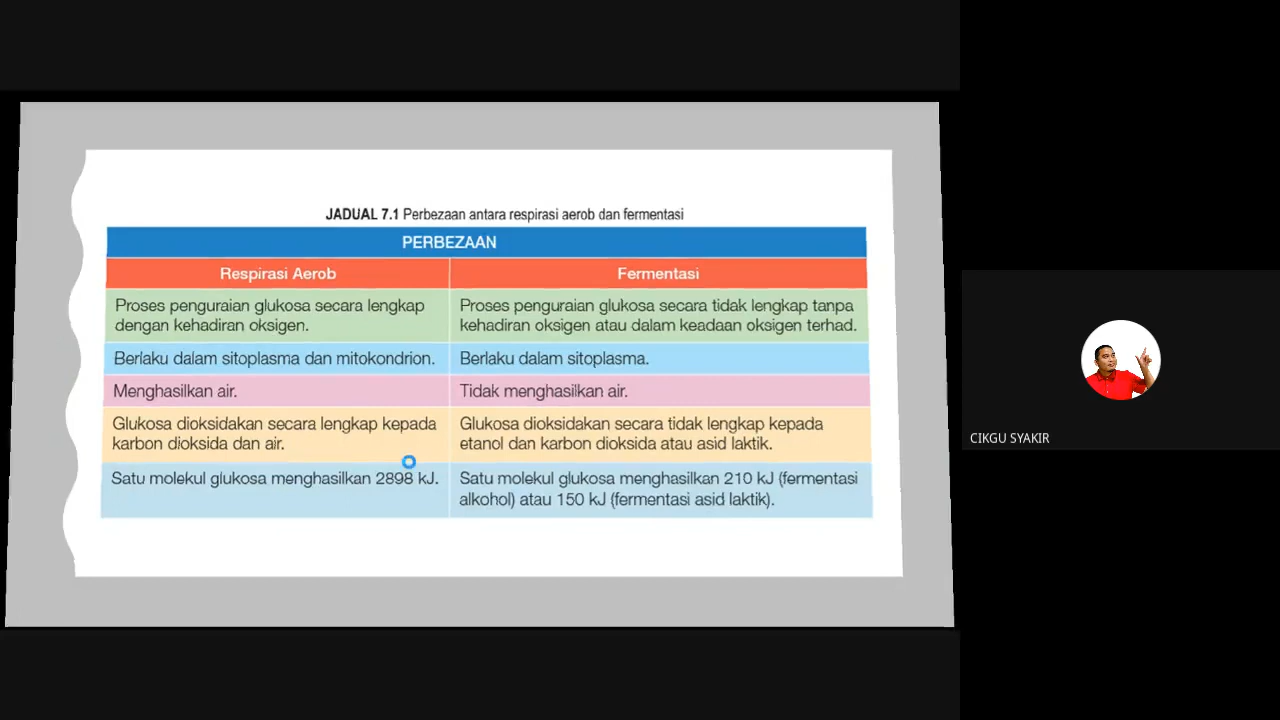 JADUAL 7.1 Perbezaan antara respirasi aerob dan fermentasi
PERBEZAAN
Respirasi Aerob
Fermentasi
Proses penguraian glukosa secara lengkap
dengan kehadiran oksigen.
Proses penguraian glukosa secara tidak lengkap tanpa
kehadiran oksigen atau dalam keadaan oksigen terhad.
Berlaku dalam sitoplasma dan mitokondrion.
Berlaku dalam sitoplasma.
Menghasilkan air.
Tidak menghasilkan air.
Glukosa dioksidakan secara lengkap kepada
karbon dioksida dan air.
Glukosa dioksidakan secara tidak lengkap kepada
etanol dan karbon dioksida atau asid laktik.
Satu molekul glukosa menghasilkan 2898 kJ.
Satu molekul glukosa menghasilkan 210 kJ (fermentasi
alkohol) atau 150 kJ (fermentasi asid laktik).
CIKGU SYAKIR